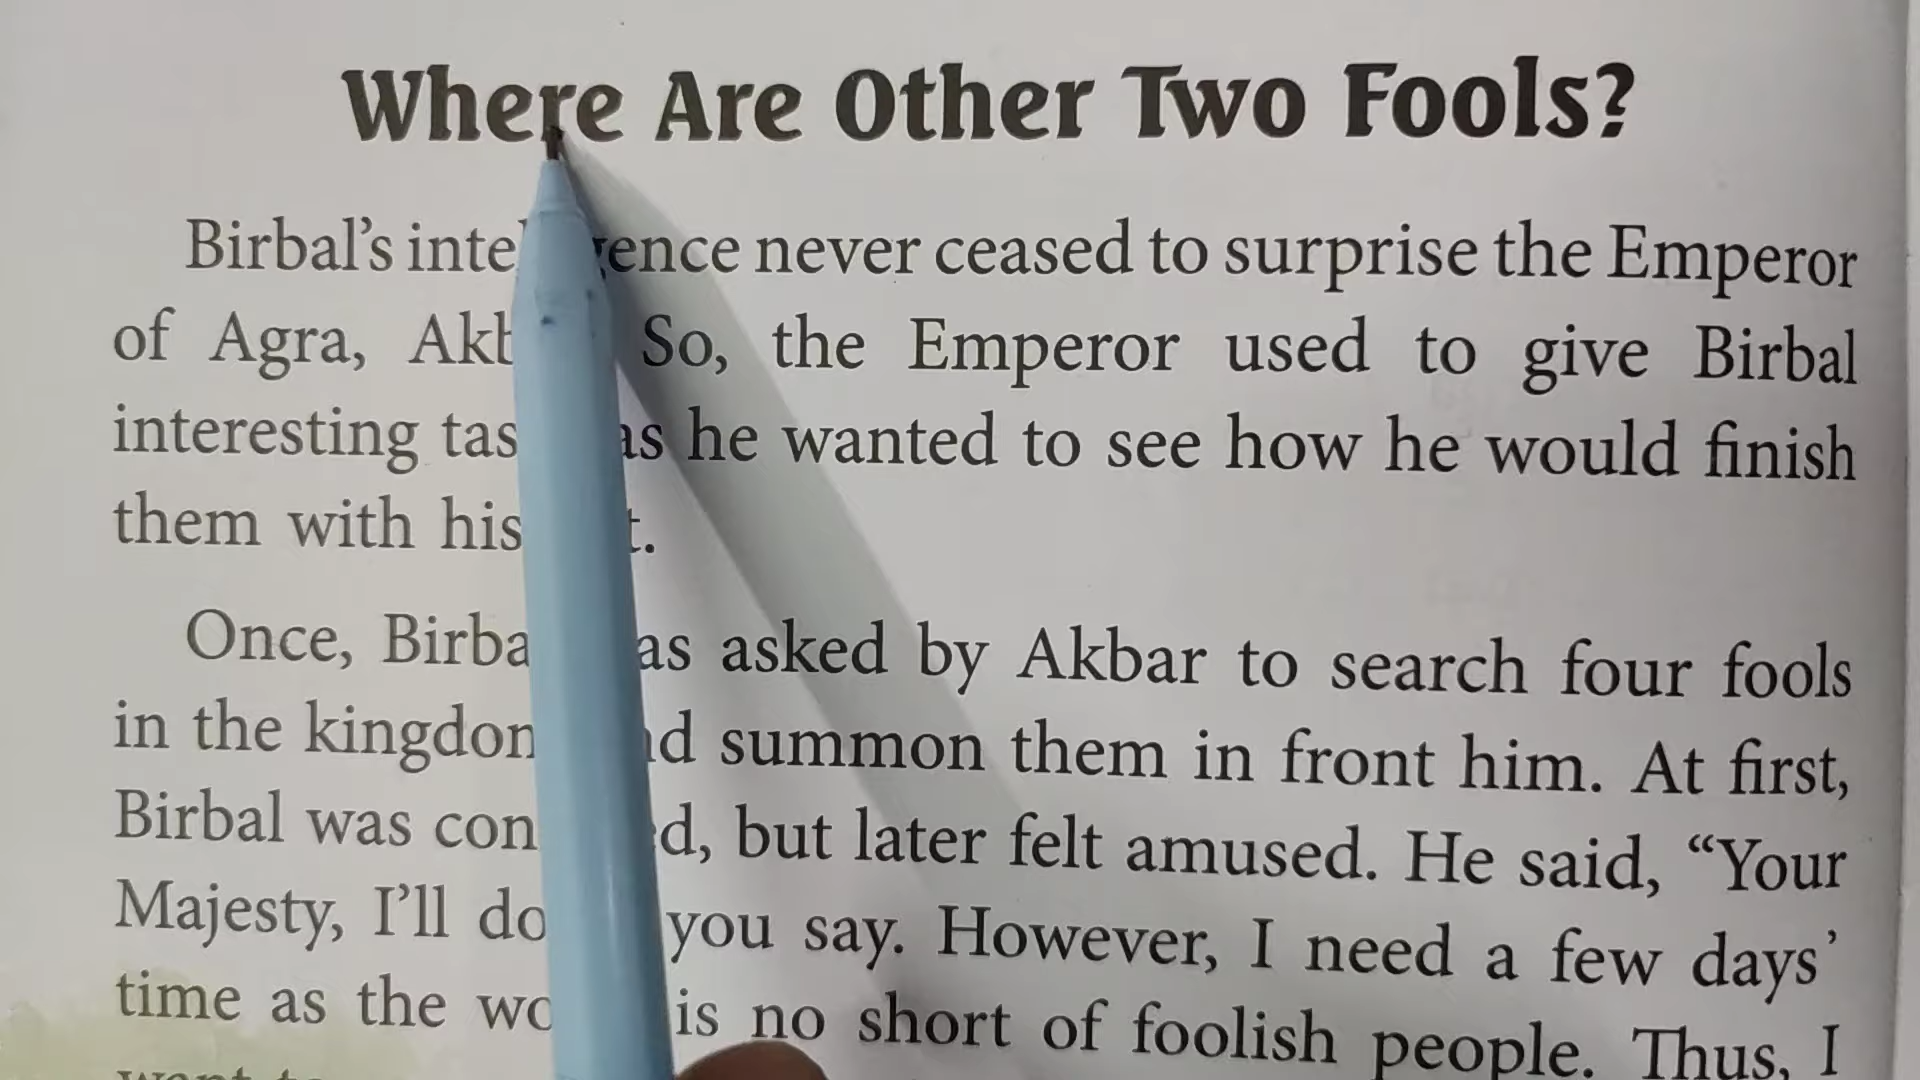 Where Are Other Two Fools?
Birbal's never ceased to surprise the Emperor
of Agra, So, the Emperor used to give Birbal
interesting as he wanted to see how he would finish
them with his
Once, asked by Akbar to search four fools
in the summon them in front him. At first,
Birbal was but later felt amused. He said, “Your
Majesty, I'll do you say. However, I need a few days'
time as the is no short of foolish people. Thus, I